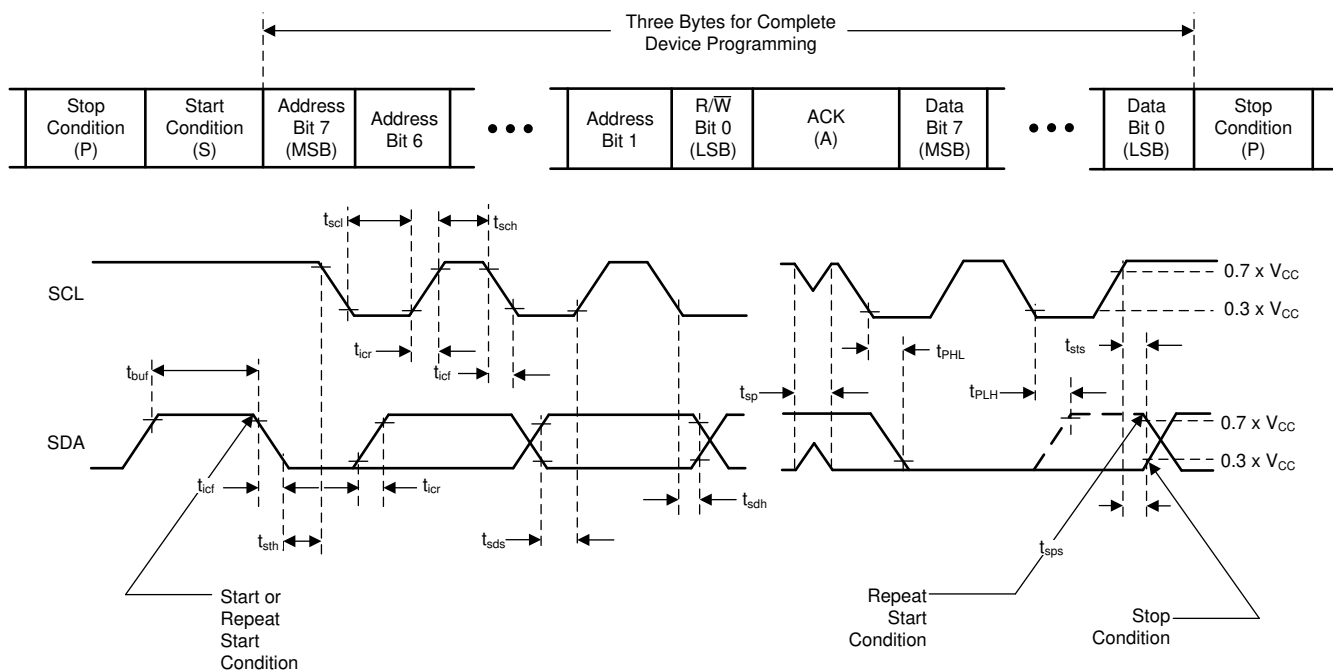 Three Bytes for Complete
Device Programming
Stop
Condition
(P)
Start
Condition
(S)
Address
Bit 7
(MSB)
Address
Bit 6
•••
Address
Bit 1
R/W̅
Bit 0
(LSB)
ACK
(A)
Data
Bit 7
(MSB)
•••
Data
Bit 0
(LSB)
Stop
Condition
(P)
tscl
tsch
SCL
0.7 x VCC
0.3 x VCC
ticr
ticf
tPHL
tsts
tbuf
tsp
tPLH
SDA
0.7 x VCC
0.3 x VCC
ticf
ticr
tsdh
tsth
tsds
tsps
Start or
Repeat
Start
Condition
Repeat
Start
Condition
Stop
Condition